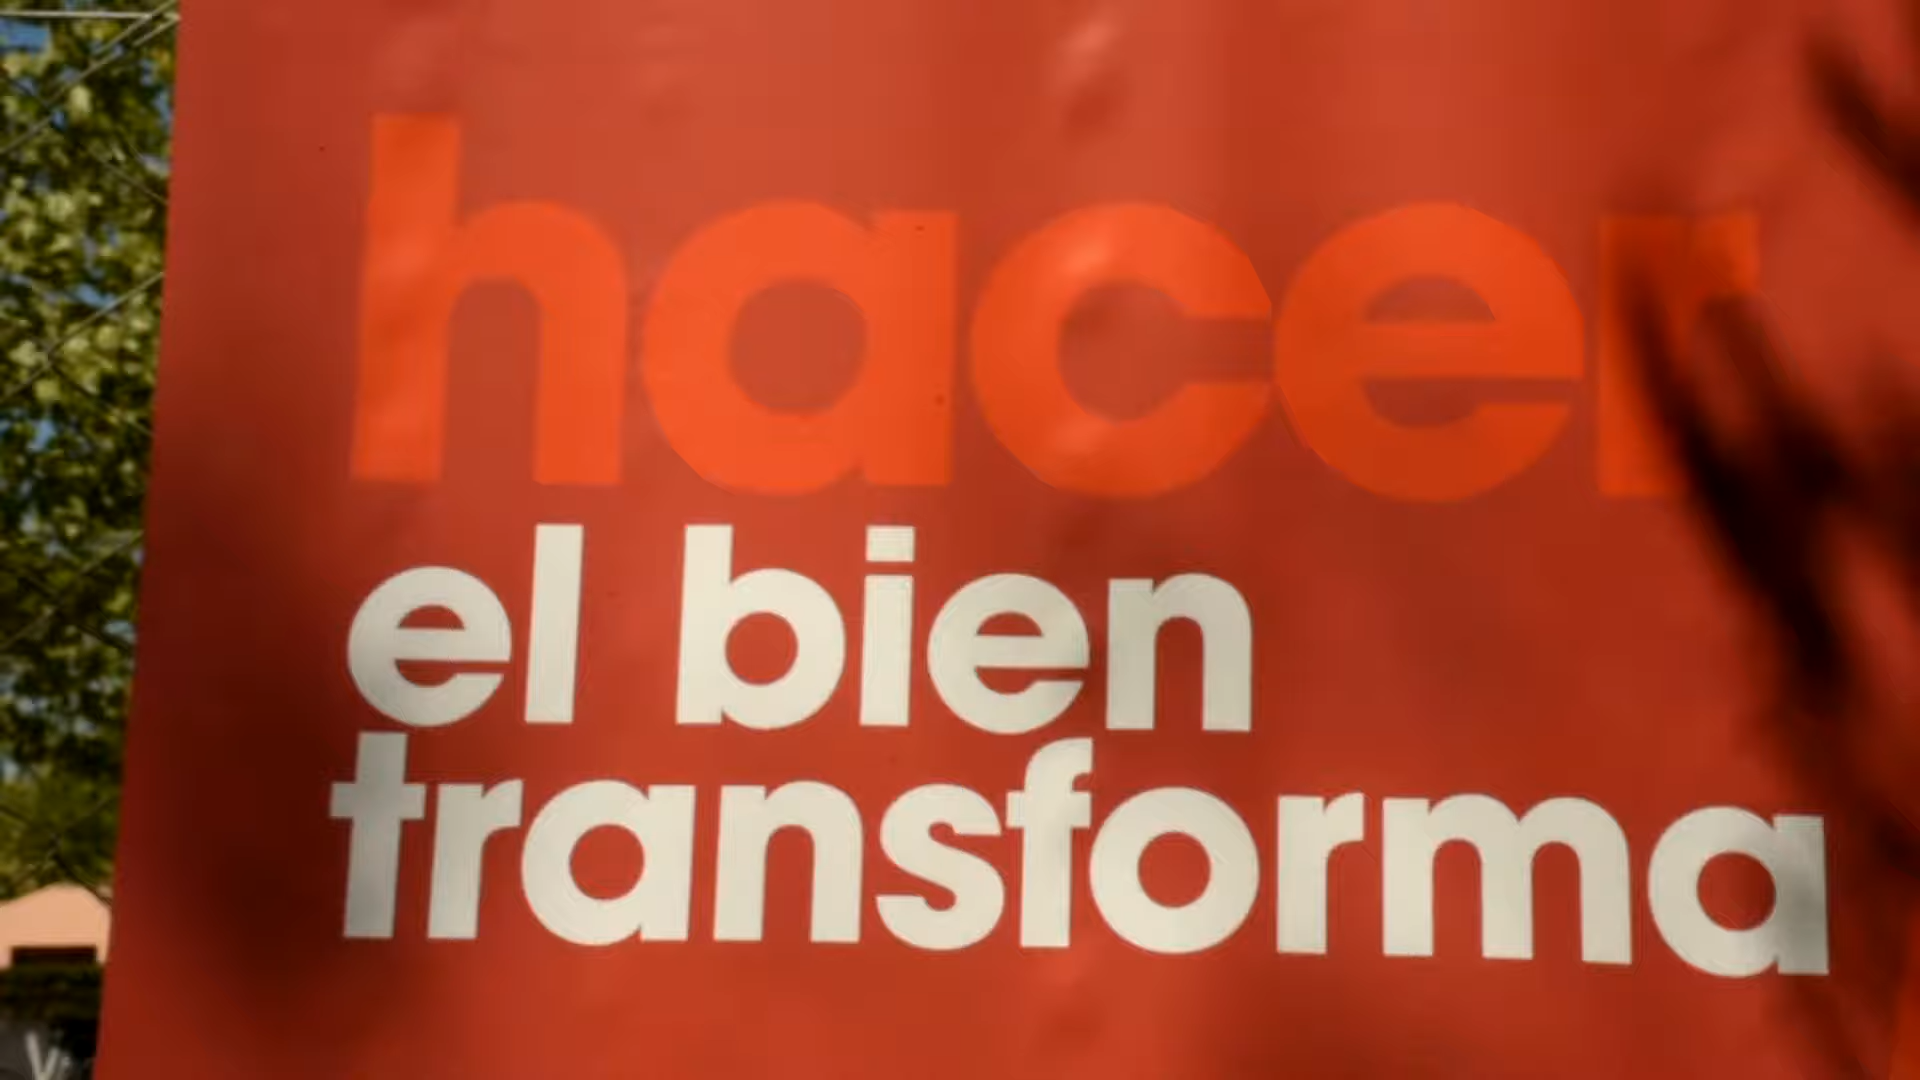 hacer
el bien
transforma